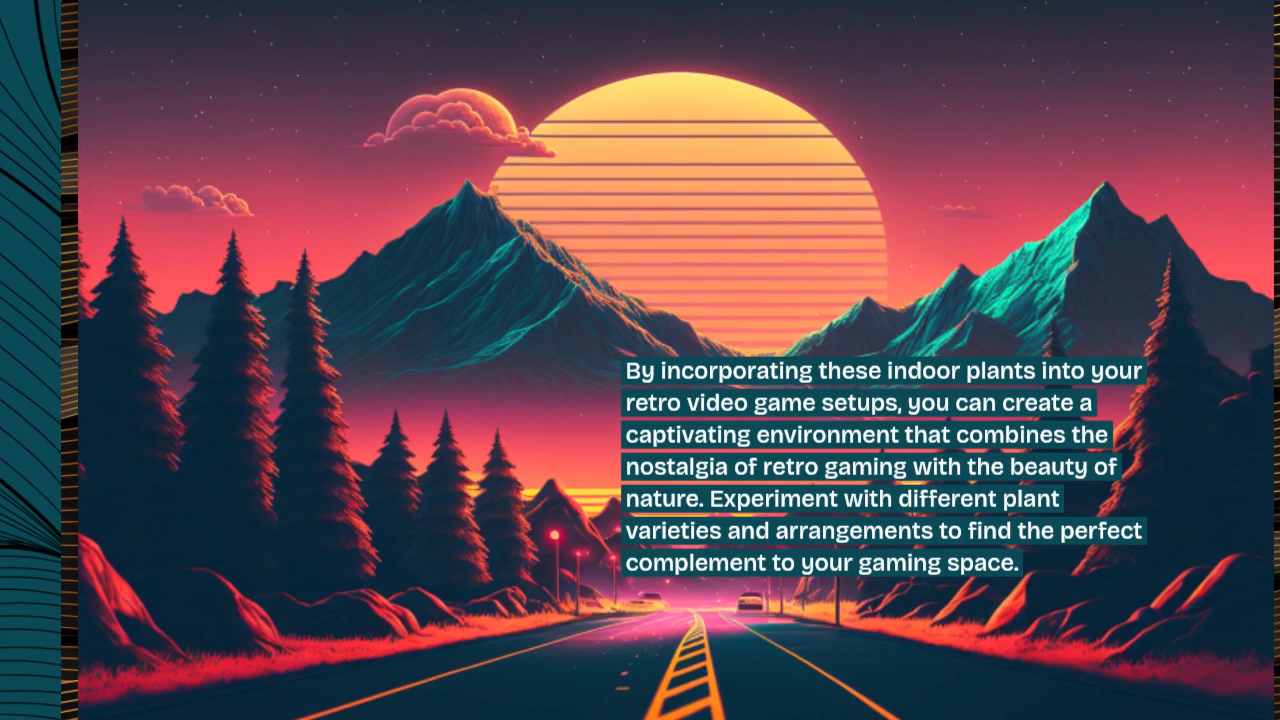 By incorporating these indoor plants into your
retro video game setups, you can create a
captivating environment that combines the
nostalgia of retro gaming with the beauty of
nature. Experiment with different plant
varieties and arrangements to find the perfect
complement to your gaming space.